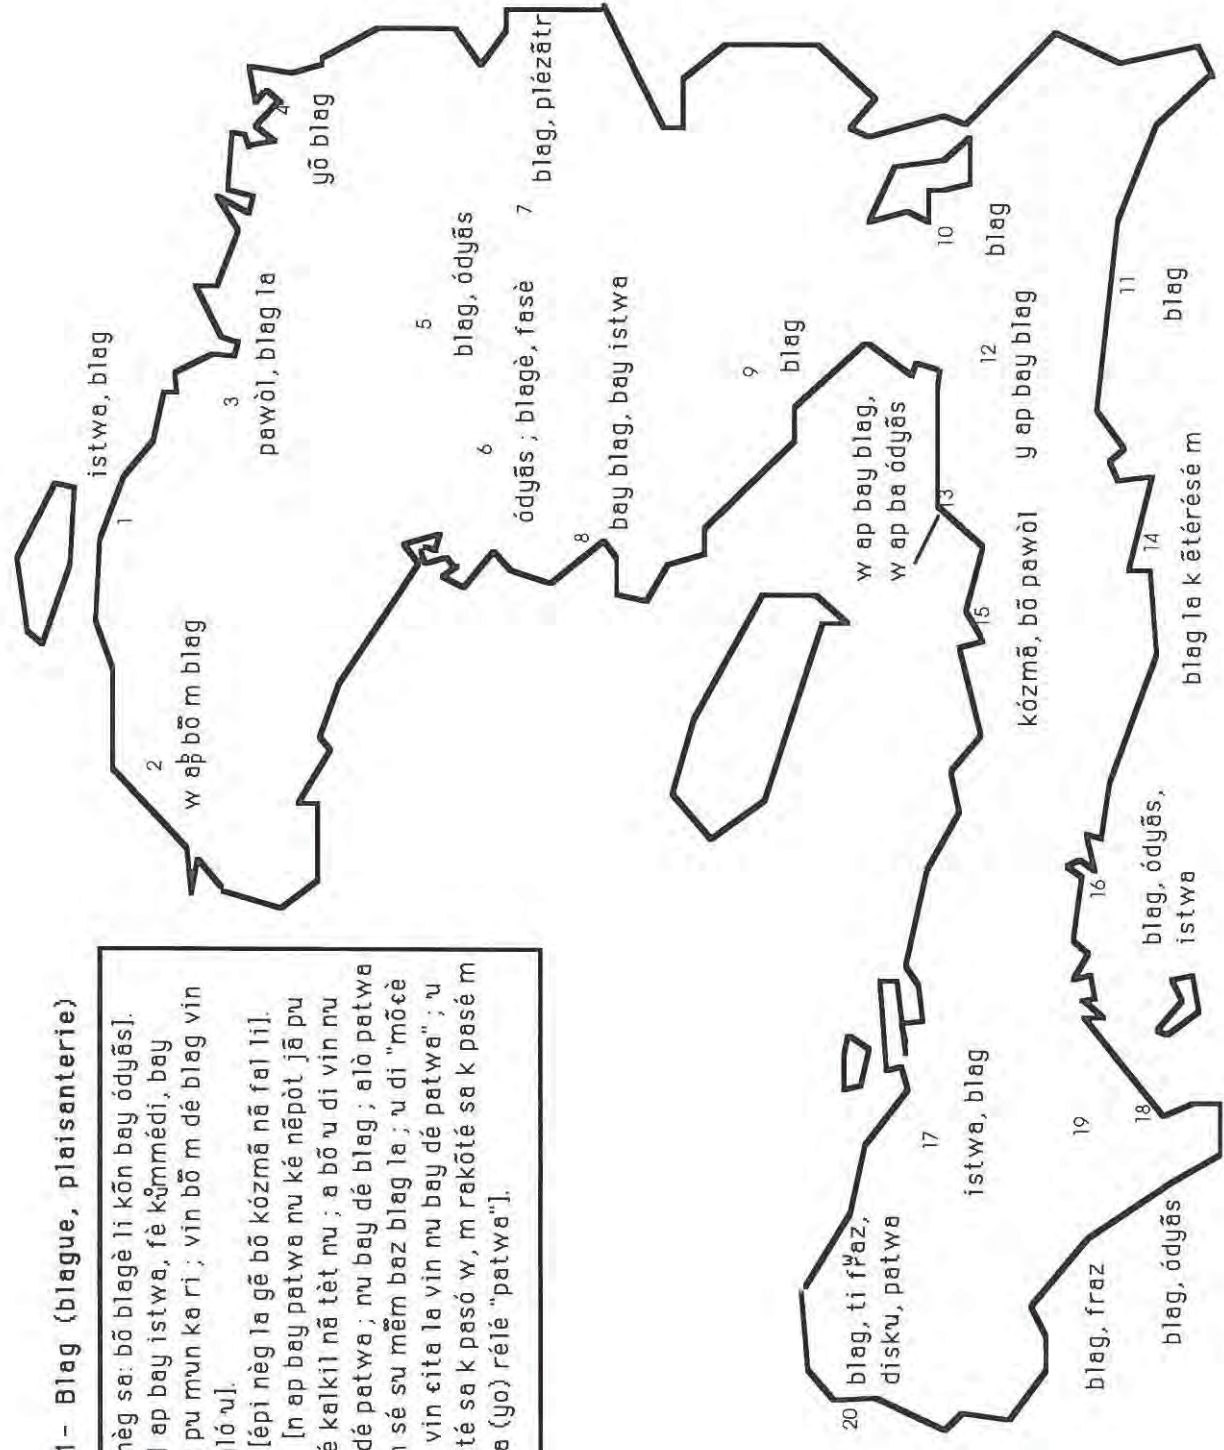 1- Blag (blague, plaisanterie)
nèg sa: bõ blagè li kõn bay ódyãs].
ap bay istwa, fè kummédi, bay
pu mun ka ri ; vin bõ m dé blag vin
ló u].
[épi nèg la gẽ bõ kózmã nã fal li].
[n ap bay patwa nu ké nẽpòt jã pu
é kalkil nã tèt nu ; a bõ u di vin nu
dé patwa ; nu bay dé blag ; alò patwa
sé su mẽm baz blag la ; u di "mõcè
vin cita la vin nu bay dé patwa" ; u
té sa k pasó w, m rakõté sa k pasé m
a (yo) rélé "patwa"].
1
istwa, blag
2
w ap bõ m blag
3
pawòl, blag la
4
yõ blag
5
blag, ódyãs
6
ódyãs ; blagè, fasè
7
blag, plézãtr
8
bay blag, bay istwa
9
blag
10
blag
11
blag
12
y ap bay blag
w ap bay blag,
w ap ba ódyãs
13
14
blag la k ẽtérésé m
15
kózmã, bõ pawòl
16
blag, ódyãs,
istwa
17
istwa, blag
18
blag, ódyãs
19
blag, fraz
20
blag, ti fwaz,
disku, patwa